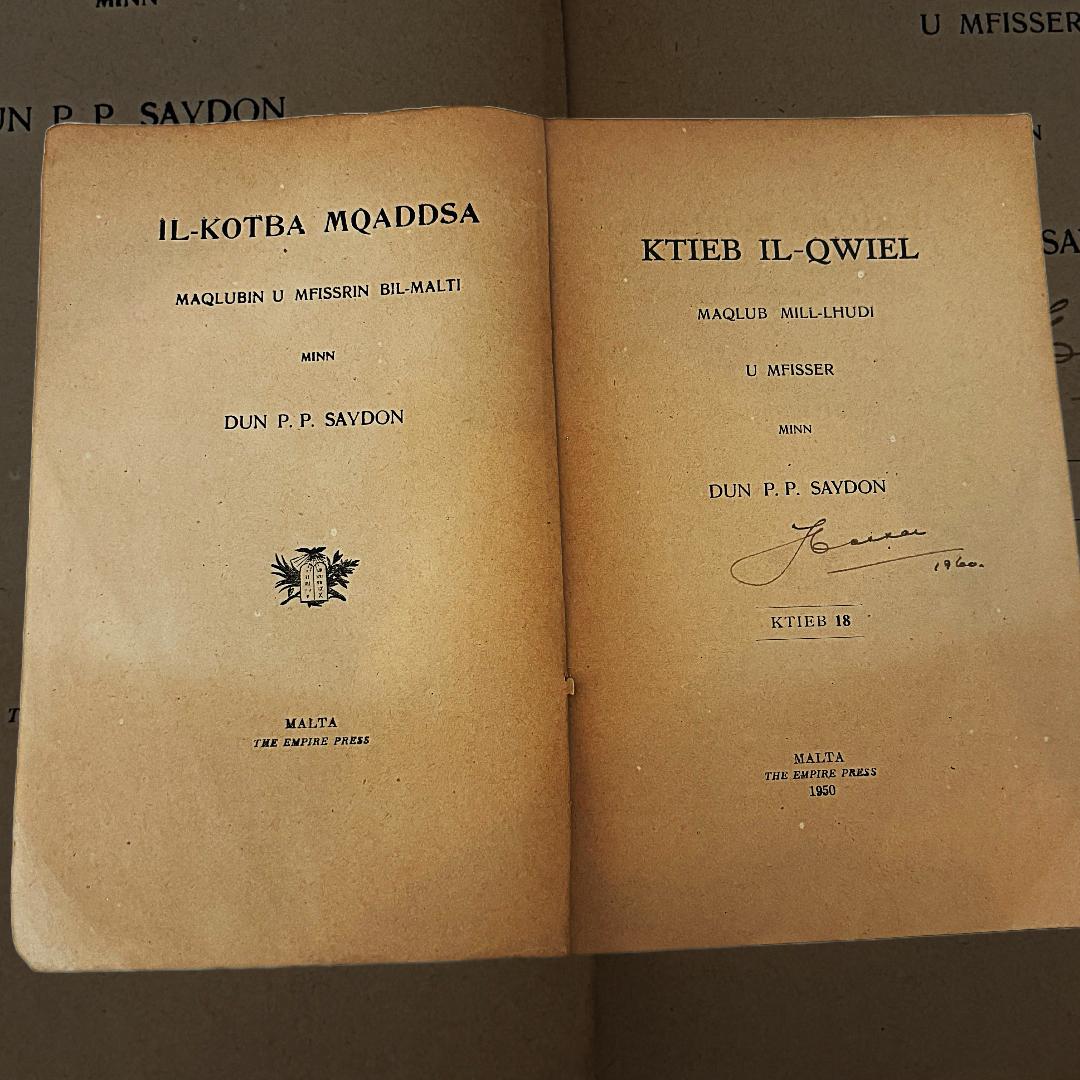 IL-KOTBA MQADDSA
MAQLUBIN U MFISSRIN BIL-MALTI
MINN
DUN P. P. SAYDON
MALTA
THE EMPIRE PRESS
KTIEB IL-QWIEL
MAQLUB MILL-LHUDI
U MFISSER
MINN
DUN P. P. SAYDON
1960.
KTIEB 18
MALTA
THE EMPIRE PRESS
1950